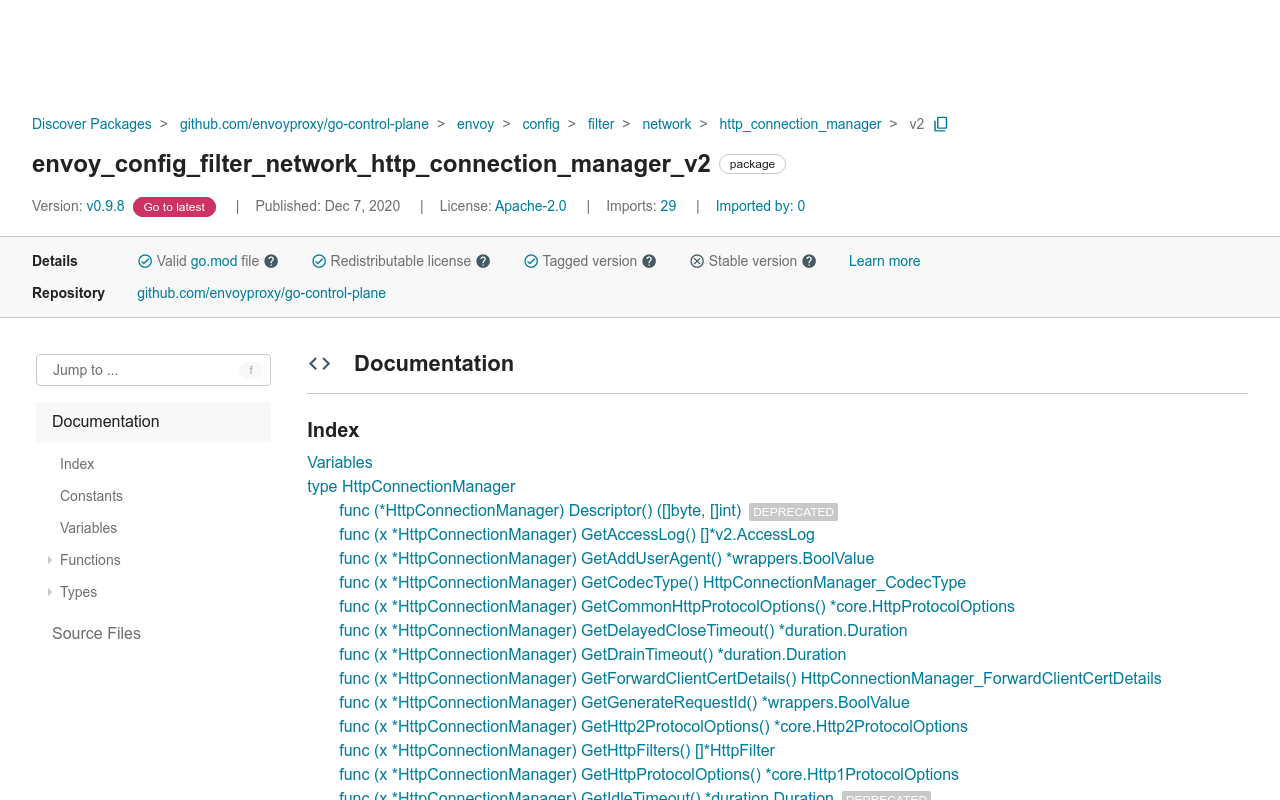 Discover Packages > github.com/envoyproxy/go-control-plane > envoy > config > filter > network > http_connection_manager > v2
envoy_config_filter_network_http_connection_manager_v2 package
Version: v0.9.8 Go to latest | Published: Dec 7, 2020 | License: Apache-2.0 | Imports: 29 | Imported by: 0
Details Valid go.mod file ? Redistributable license ? Tagged version ? Stable version ? Learn more
Repository github.com/envoyproxy/go-control-plane
Jump to ... f
Documentation
Index
Constants
Variables
Functions
Types
Source Files
<> Documentation
Index
Variables
type HttpConnectionManager
func (*HttpConnectionManager) Descriptor() ([]byte, []int) DEPRECATED
func (x *HttpConnectionManager) GetAccessLog() []*v2.AccessLog
func (x *HttpConnectionManager) GetAddUserAgent() *wrappers.BoolValue
func (x *HttpConnectionManager) GetCodecType() HttpConnectionManager_CodecType
func (x *HttpConnectionManager) GetCommonHttpProtocolOptions() *core.HttpProtocolOptions
func (x *HttpConnectionManager) GetDelayedCloseTimeout() *duration.Duration
func (x *HttpConnectionManager) GetDrainTimeout() *duration.Duration
func (x *HttpConnectionManager) GetForwardClientCertDetails() HttpConnectionManager_ForwardClientCertDetails
func (x *HttpConnectionManager) GetGenerateRequestId() *wrappers.BoolValue
func (x *HttpConnectionManager) GetHttp2ProtocolOptions() *core.Http2ProtocolOptions
func (x *HttpConnectionManager) GetHttpFilters() []*HttpFilter
func (x *HttpConnectionManager) GetHttpProtocolOptions() *core.Http1ProtocolOptions
func (x *HttpConnectionManager) GetIdleTimeout() *duration.Duration DEPRECATED